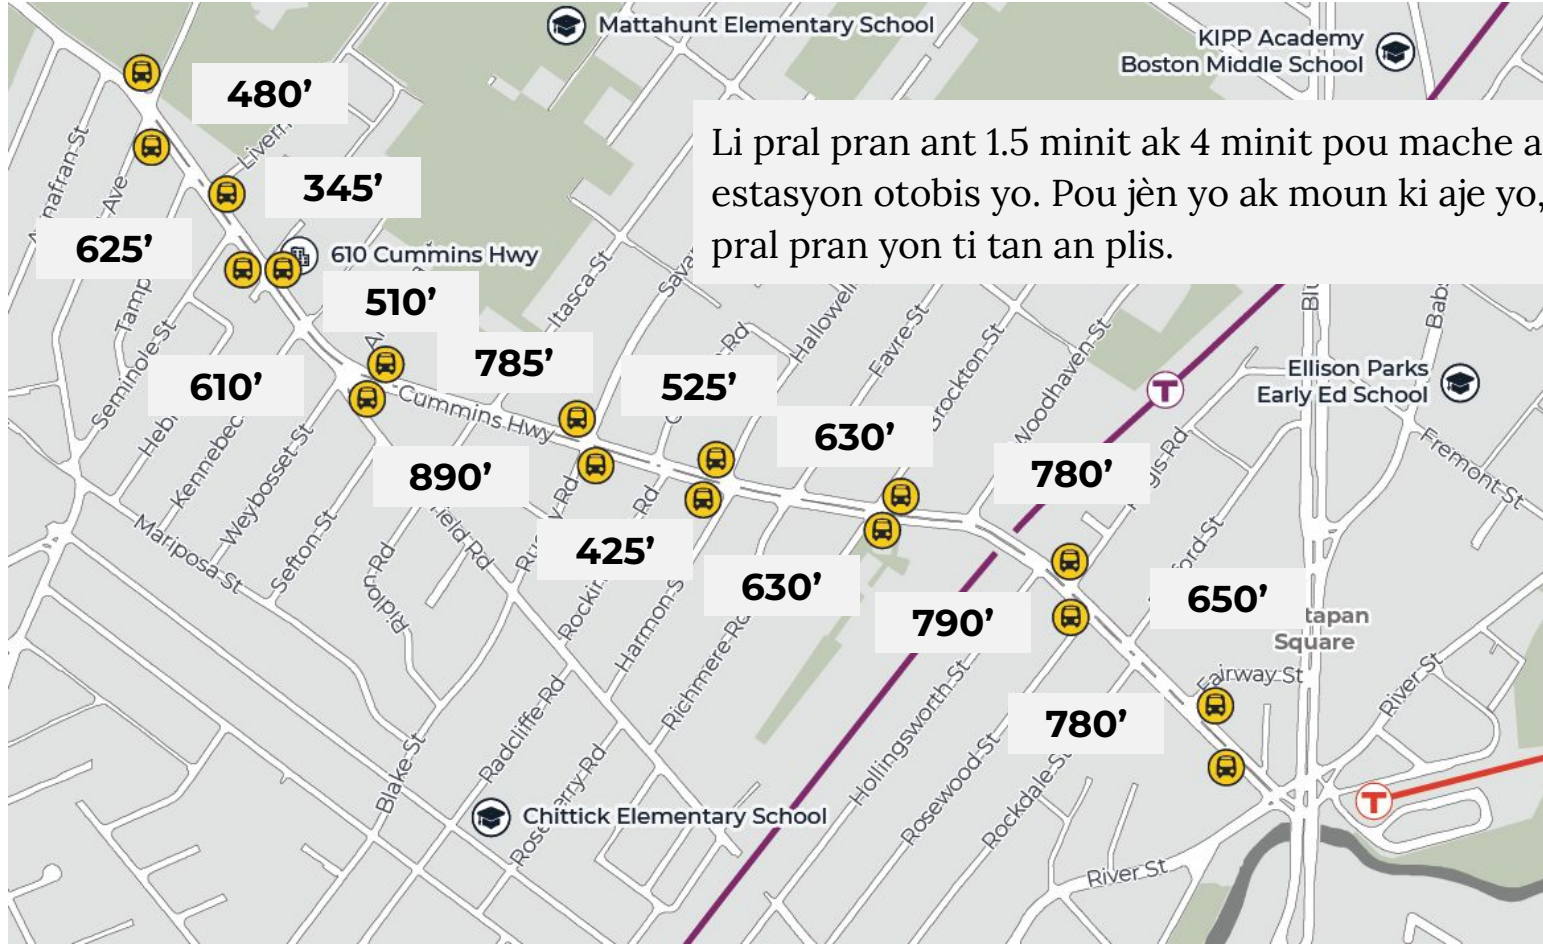 Mattahunt Elementary School
KIPP Academy
Boston Middle School
480’
Li pral pran ant 1.5 minit ak 4 minit pou mache a
estasyon otobis yo. Pou jèn yo ak moun ki aje yo,
pral pran yon ti tan an plis.
345’
625’
610 Cummins Hwy
510’
785’
610’
525’
Ellison Parks
Early Ed School
Cummins Hwy
630’
890’
780’
425’
630’
790’
650’
Square
780’
Chittick Elementary School
Itasca St
Favre St
Woodhaven St
Fremont St
Seminole St
Weybosset St
Sefton St
Mariposa St
Ridlon Rd
Blake St
Radcliffe Rd
Richmere Rd
Hollingsworth St
Rosewood St
Fairway St
River St
River St
T
T